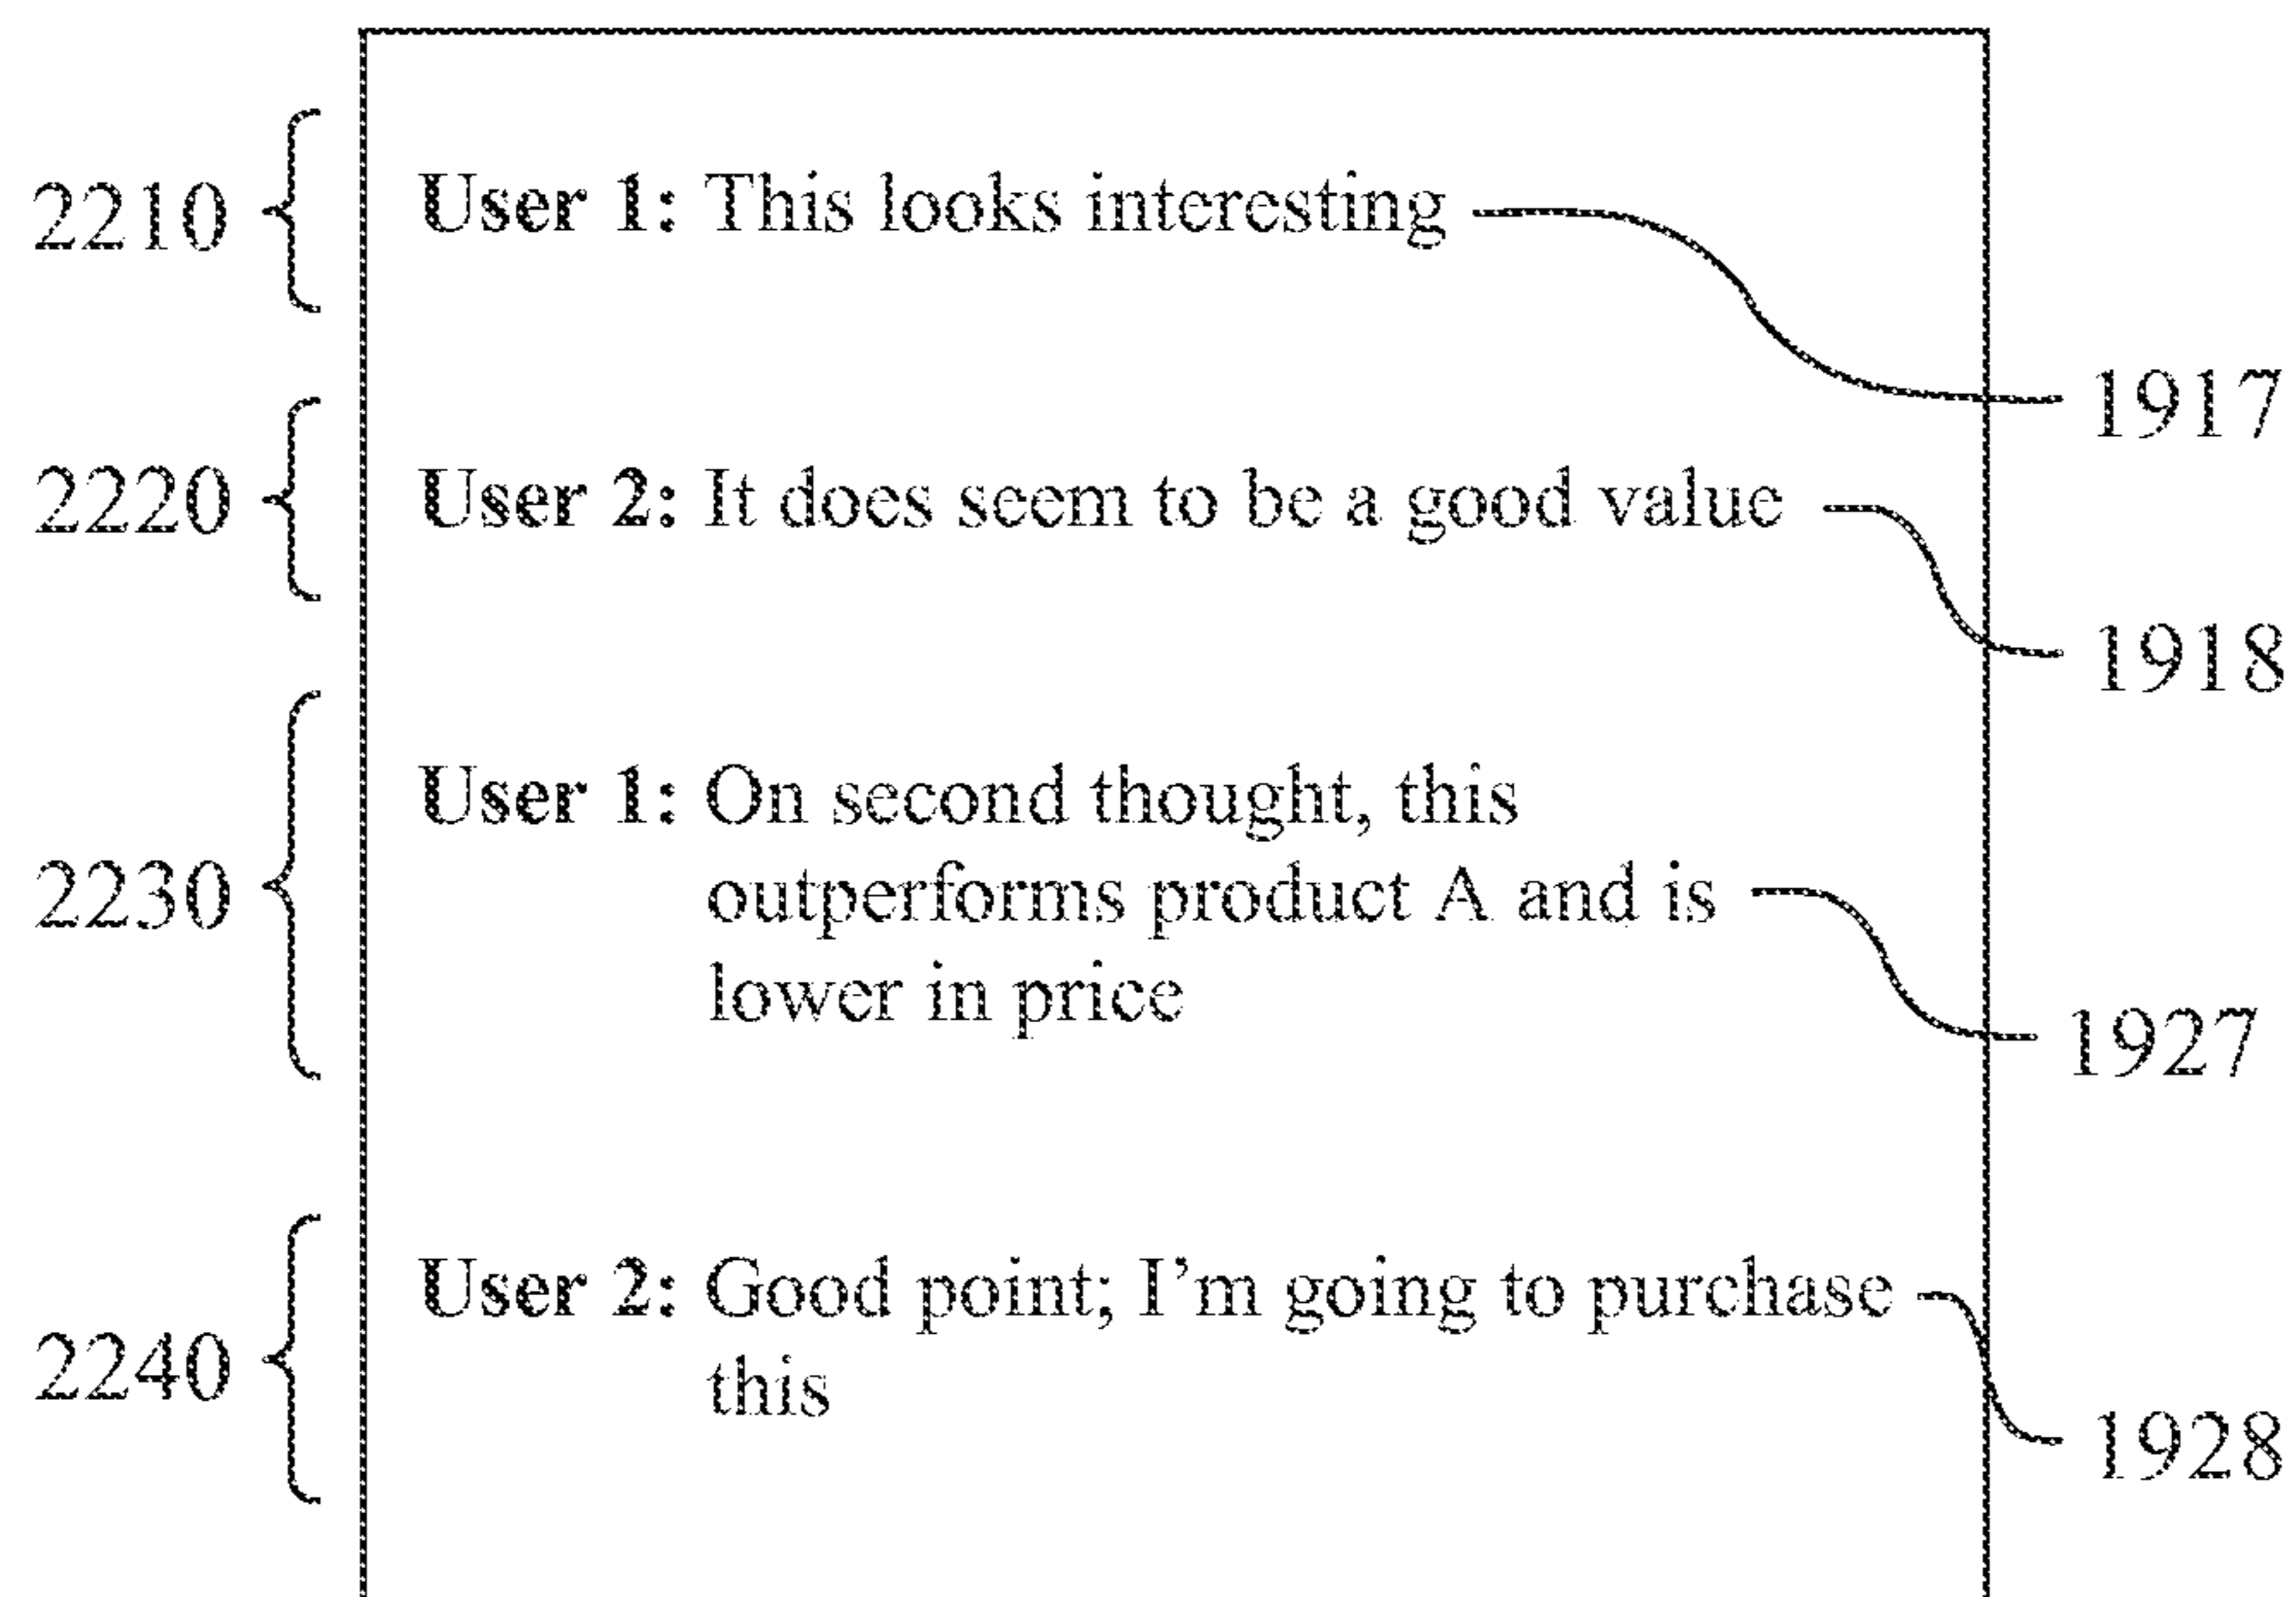 2210 User 1: This looks interesting
1917
2220 User 2: It does seem to be a good value
1918
User 1: On second thought, this
2230 outperforms product A and is
lower in price
1927
User 2: Good point; I'm going to purchase
2240 this
1928